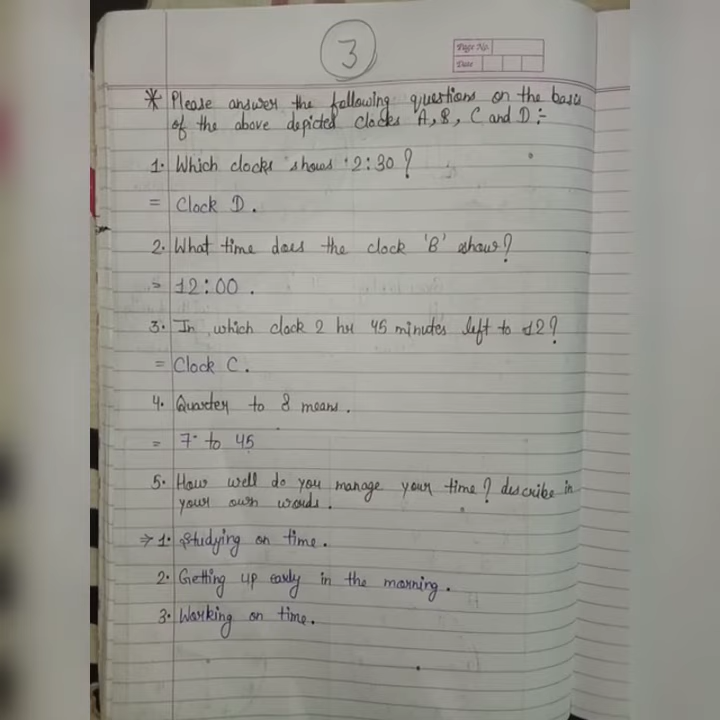 3
Page No.
Date
* Please answer the following questions on the basis
of the above depicted clocks A, B, C and D :-
1. Which clocks shows 2:30 ?
= Clock D.
2. What time does the clock 'B' show?
= 12:00 .
3. In which clock 2 hr 45 minutes left to 12?
= Clock C.
4. Quarter to 8 means.
= 7 to 45
5. How well do you manage your time? describe in
your own words.
⇒ 1. Studying on time.
2. Getting up early in the morning.
3. Working on time.